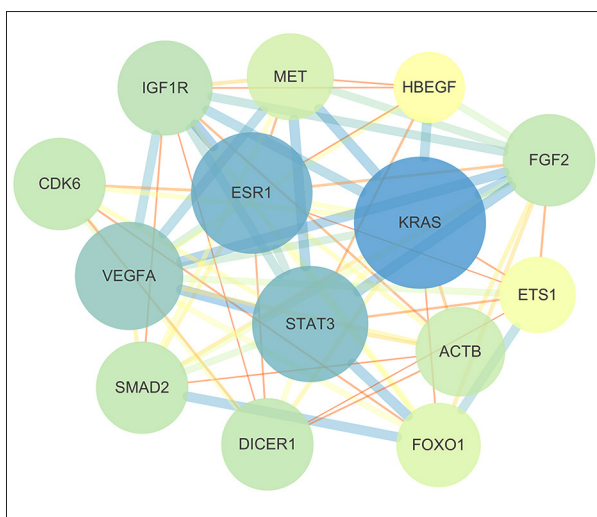 MET
IGF1R
HBEGF
FGF2
CDK6
ESR1
KRAS
VEGFA
ETS1
STAT3
ACTB
SMAD2
DICER1
FOXO1